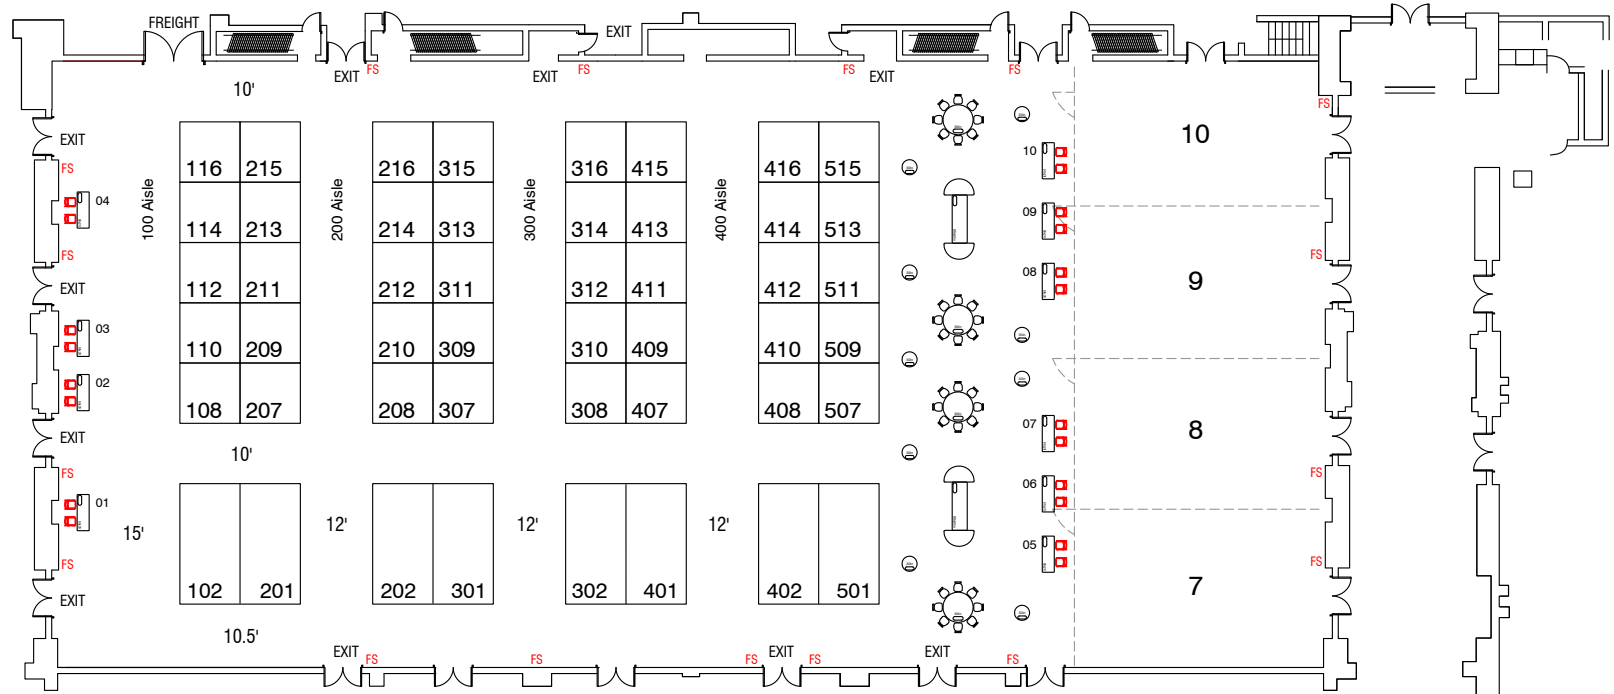 FREIGHT
EXIT
EXIT FS EXIT FS FS EXIT FS
10'
FS
EXIT
10 10
116 215 216 315 316 415 416 515
FS
04 09
100 Aisle 200 Aisle 300 Aisle 400 Aisle
114 213 214 313 314 413 414 513
FS FS
08
EXIT 9
112 211 212 311 312 411 412 511
03
110 209 210 309 310 409 410 509
02
108 207 208 307 308 407 408 507
07 8
EXIT
10'
FS FS
06
01
15' 12' 12' 12'
05
FS FS
102 201 202 301 302 401 402 501 7
EXIT
10.5'
EXIT FS FS FS EXIT FS EXIT FS